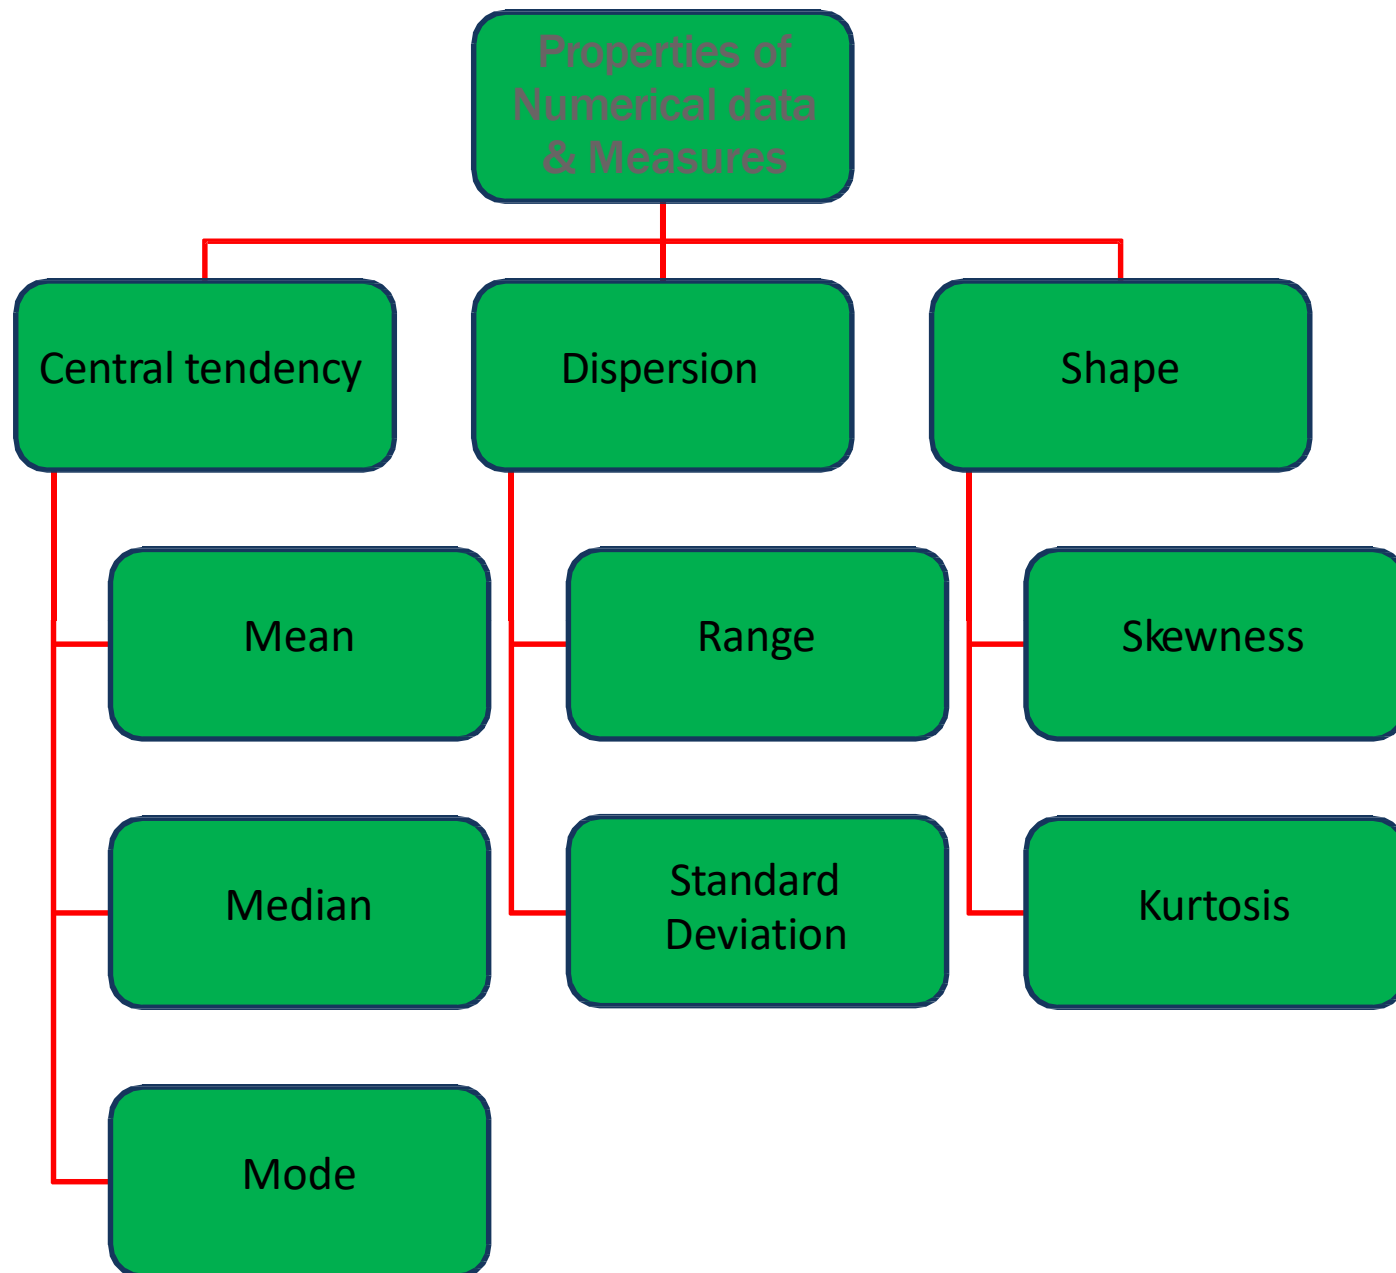 Properties of
Numerical data
& Measures
Central tendency
Dispersion
Shape
Mean
Range
Skewness
Median
Standard
Deviation
Kurtosis
Mode